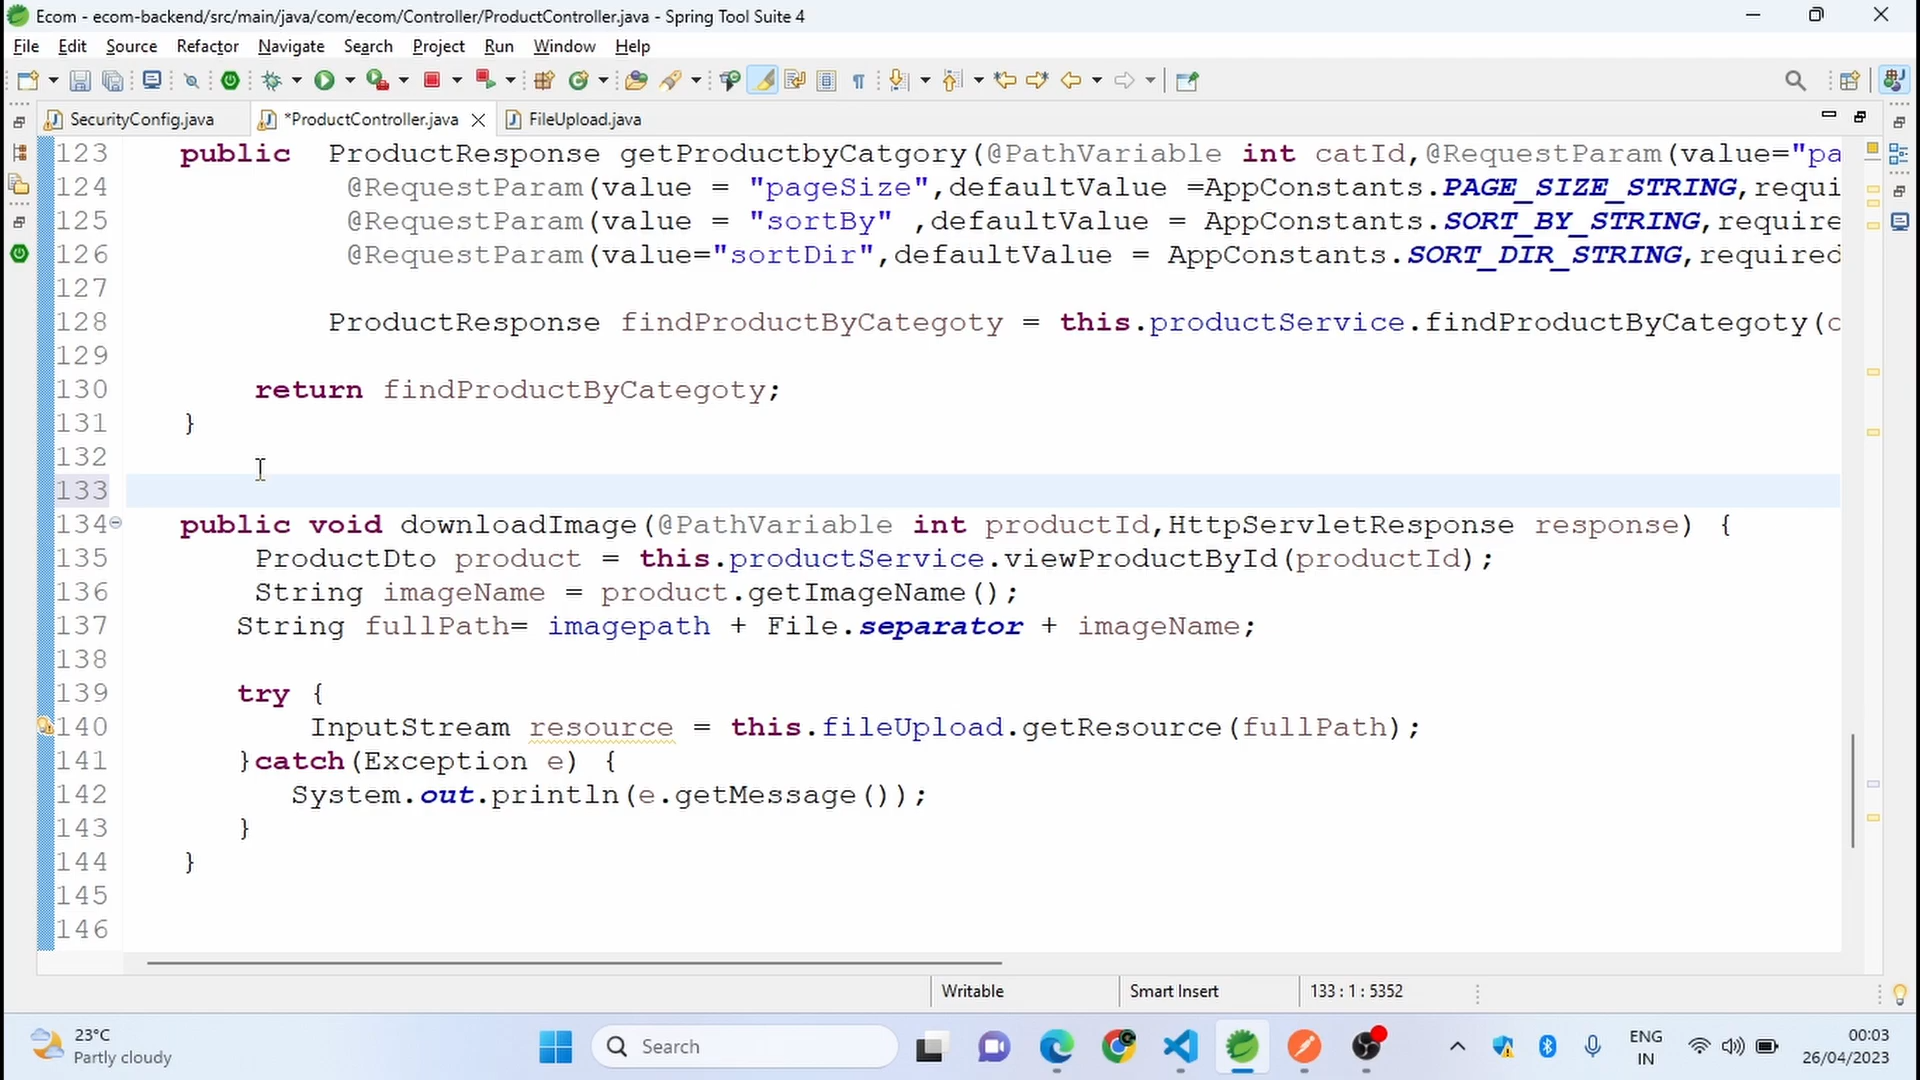 Ecom - ecom-backend/src/main/java/com/ecom/Controller/ProductController.java - Spring Tool Suite 4
File Edit Source Refactor Navigate Search Project Run Window Help
SecurityConfig.java *ProductController.java FileUpload.java
123 public ProductResponse getProductbyCatgory(@PathVariable int catId,@RequestParam(value="pa
124 @RequestParam(value = "pageSize",defaultValue =AppConstants.PAGE_SIZE_STRING,requi
125 @RequestParam(value = "sortBy" ,defaultValue = AppConstants.SORT_BY_STRING,require
126 @RequestParam(value="sortDir",defaultValue = AppConstants.SORT_DIR_STRING,required
127
128 ProductResponse findProductByCategoty = this.productService.findProductByCategoty(c
129
130 return findProductByCategoty;
131 }
132
133
134 public void downloadImage(@PathVariable int productId,HttpServletResponse response) {
135 ProductDto product = this.productService.viewProductById(productId);
136 String imageName = product.getImageName();
137 String fullPath= imagepath + File.separator + imageName;
138
139 try {
140 InputStream resource = this.fileUpload.getResource(fullPath);
141 }catch(Exception e) {
142 System.out.println(e.getMessage());
143 }
144 }
145
146
Writable Smart Insert 133 : 1 : 5352
23°C
Partly cloudy
Search
ENG
IN
00:03
26/04/2023